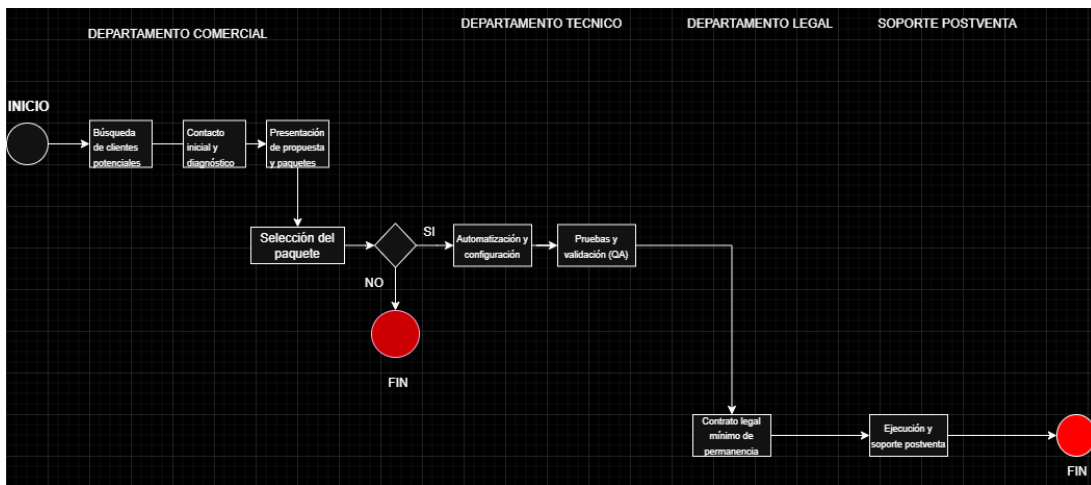 DEPARTAMENTO COMERCIAL
DEPARTAMENTO TECNICO
DEPARTAMENTO LEGAL
SOPORTE POSTVENTA
INICIO
Búsqueda
de clientes
potenciales
Contacto
inicial y
diagnóstico
Presentación
de propuesta
y paquetes
Selección del
paquete
SI
NO
FIN
Automatización y
configuración
Pruebas y
validación (QA)
Contrato legal
mínimo de
permanencia
Ejecución y
soporte postventa
FIN